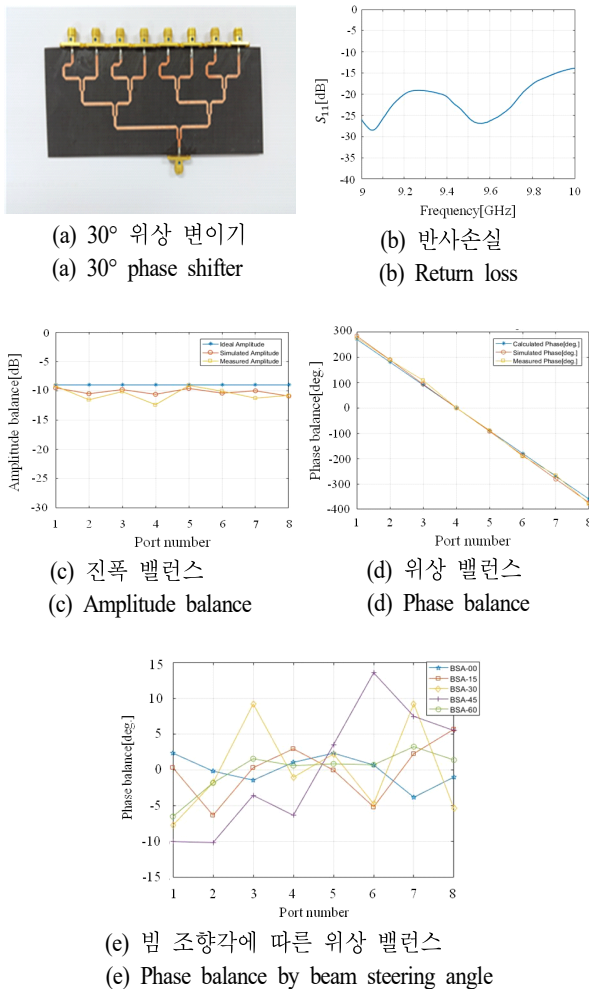 0
-5
-10
-15
-20
-25
-30
-35
-40
S11[dB]
9
9.2
9.4
9.6
9.8
10
Frequency[GHz]
(a) 30° 위상 변이기
(a) 30° phase shifter
(b) 반사손실
(b) Return loss
0
-5
-10
-15
-20
-25
-30
Amplitude balance[dB]
Ideal Amplitude
Simulated Amplitude
Measured Amplitude
1 2 3 4 5 6 7 8
Port number
(c) 진폭 밸런스
(c) Amplitude balance
300
200
100
0
-100
-200
-300
-400
Phase balance[deg.]
Calculated Phase[deg.]
Simulated Phase[deg.]
Measured Phase[deg.]
1 2 3 4 5 6 7 8
Port number
(d) 위상 밸런스
(d) Phase balance
15
10
5
0
-5
-10
-15
Phase balance[deg.]
BSA-00
BSA-15
BSA-30
BSA-45
BSA-60
1 2 3 4 5 6 7 8
Port number
(e) 빔 조향각에 따른 위상 밸런스
(e) Phase balance by beam steering angle